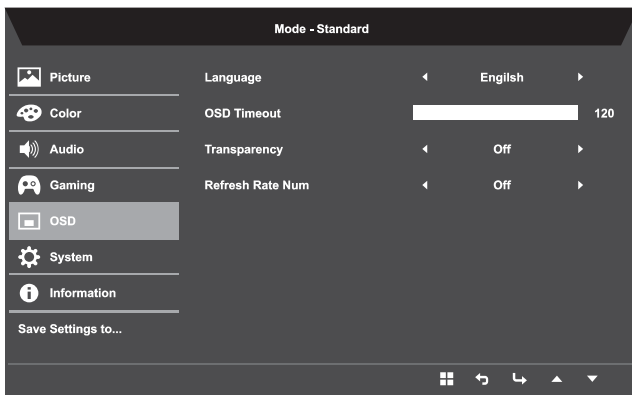 Mode - Standard
Picture
Language Engilsh
Color
OSD Timeout 120
Audio
Transparency Off
Gaming
Refresh Rate Num Off
OSD
System
Information
Save Settings to...